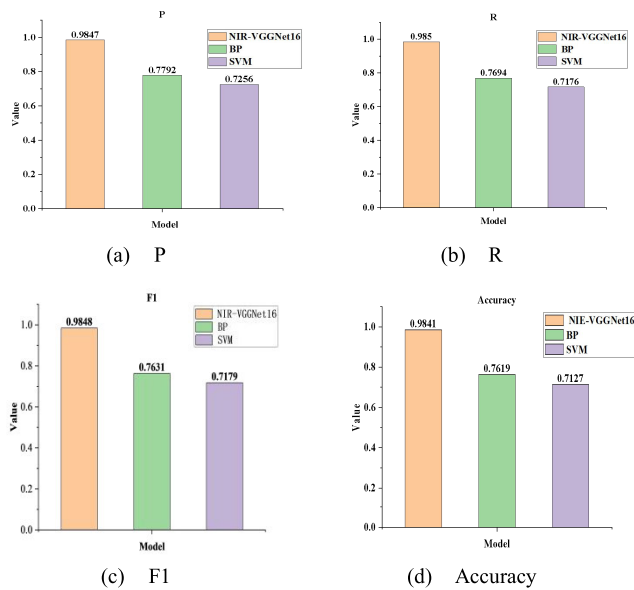 P
NIR-VGGNet16
BP
SVM
0.9847
0.7792
0.7256
1.0
0.8
0.6
0.4
0.2
0.0
Value
Model
(a) P
R
NIR-VGGNet16
BP
SVM
0.985
0.7694
0.7176
1.0
0.8
0.6
0.4
0.2
0.0
Value
Model
(b) R
F1
NIR-VGGNet16
BP
SVM
0.9848
0.7631
0.7179
1.0
0.8
0.6
0.4
0.2
0.0
Value
Model
(c) F1
Accuracy
NIE-VGGNet16
BP
SVM
0.9841
0.7619
0.7127
1.0
0.8
0.6
0.4
0.2
0.0
Value
Model
(d) Accuracy